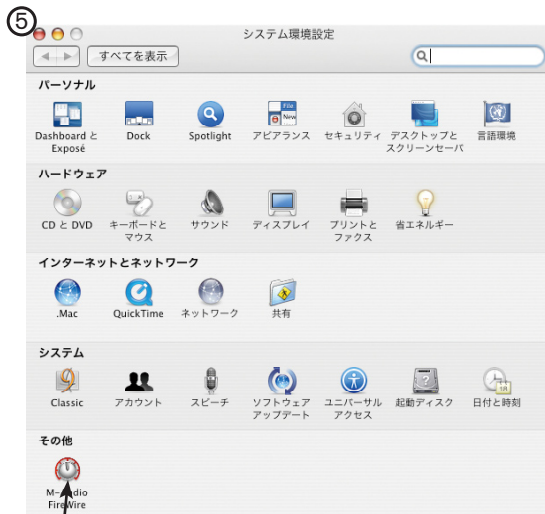 ⑤
システム環境設定
すべてを表示
パーソナル
Dashboard と Exposé
Dock
Spotlight
アピアランス
セキュリティ
デスクトップと スクリーンセーバ
言語環境
ハードウェア
CD と DVD
キーボードと マウス
サウンド
ディスプレイ
プリントと ファクス
省エネルギー
インターネットとネットワーク
.Mac
QuickTime
ネットワーク
共有
システム
Classic
アカウント
スピーチ
ソフトウェア アップデート
ユニバーサル アクセス
起動ディスク
日付と時刻
その他
M-Audio FireWire